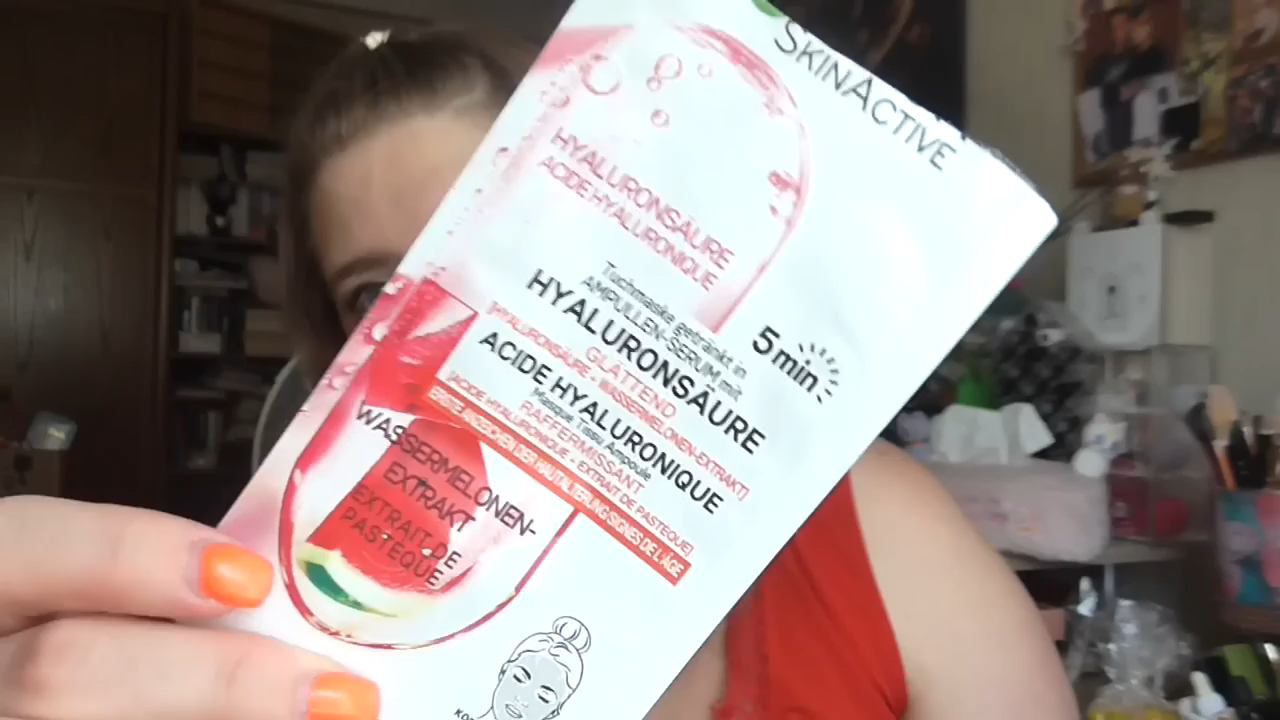 SKINACTIVE
HYALURONSÄURE
ACIDE HYALURONIQUE
5min
Tuchmaske getränkt in
AMPULLEN-SERUM mit
HYALURONSÄURE
GLÄTTEND
[HYALURONSÄURE + WASSERMELONEN-EXTRAKT]
ACIDE HYALURONIQUE
Masque Tissu Ampoule
RAFFERMISSANT
[ACIDE HYALURONIQUE + EXTRAIT DE PASTÈQUE]
ERSTE ANZEICHEN DER HAUTALTERUNG/SIGNES DE L'ÂGE
WASSERMELONEN-
EXTRAKT
EXTRAIT DE
PASTÈQUE